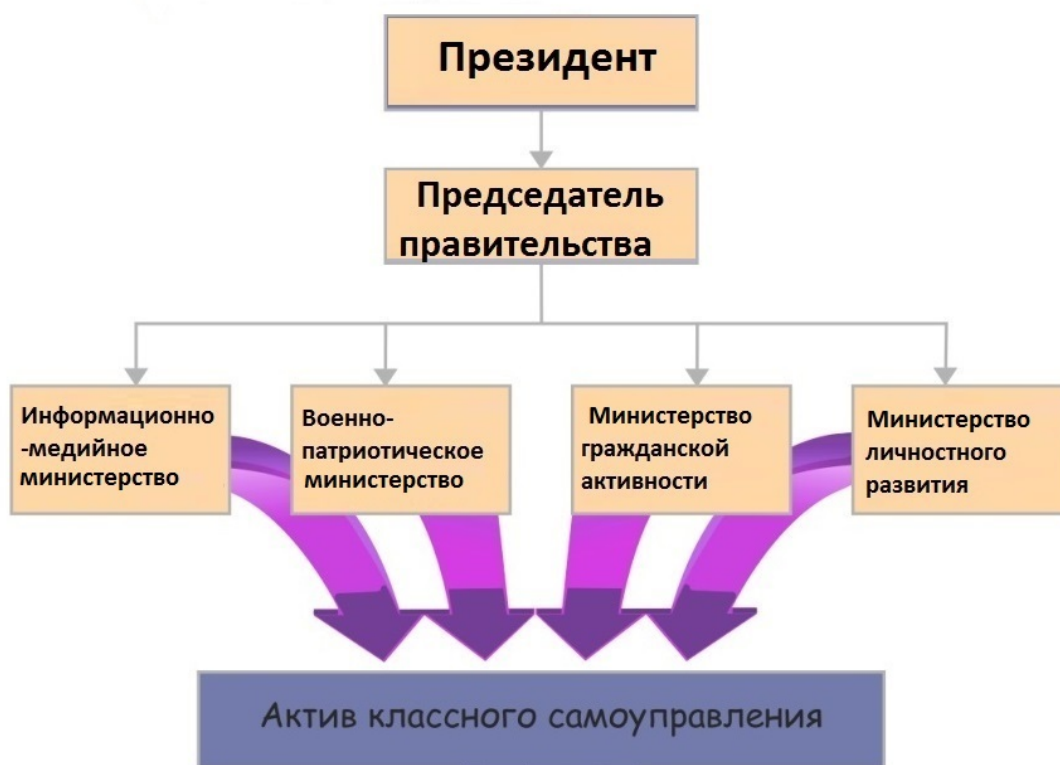 Президент
Председатель
правительства
Информационно
-медийное
министерство
Военно-
патриотическое
министерство
Министерство
гражданской
активности
Министерство
личностного
развития
Актив классного самоуправления